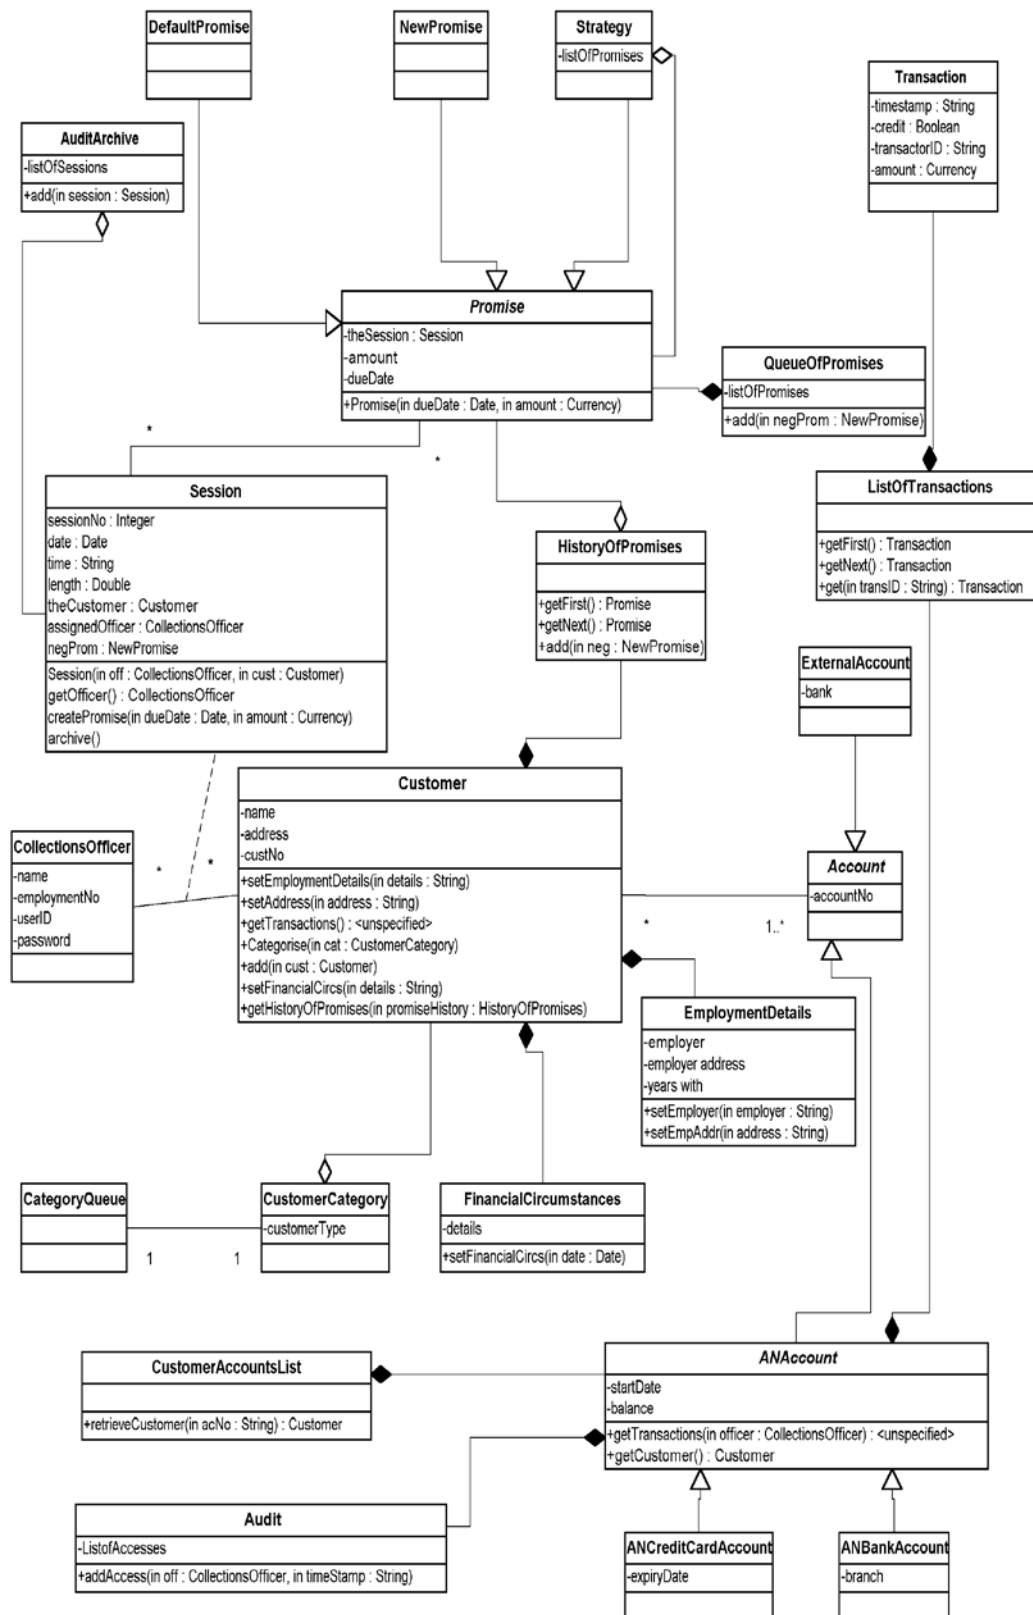 DefaultPromise
NewPromise
Strategy
-listOfPromises
Transaction
-timestamp : String
-credit : Boolean
-transactorID : String
-amount : Currency
AuditArchive
-listOfSessions
+add(in session : Session)
Promise
-theSession : Session
-amount
-dueDate
+Promise(in dueDate : Date, in amount : Currency)
QueueOfPromises
-listOfPromises
+add(in negProm : NewPromise)
*
*
Session
sessionNo : Integer
date : Date
time : String
length : Double
theCustomer : Customer
assignedOfficer : CollectionsOfficer
negProm : NewPromise
Session(in off : CollectionsOfficer, in cust : Customer)
getOfficer() : CollectionsOfficer
createPromise(in dueDate : Date, in amount : Currency)
archive()
HistoryOfPromises
+getFirst() : Promise
+getNext() : Promise
+add(in neg : NewPromise)
ListOfTransactions
+getFirst() : Transaction
+getNext() : Transaction
+get(in transID : String) : Transaction
ExternalAccount
-bank
Customer
-name
-address
-custNo
+setEmploymentDetails(in details : String)
+setAddress(in address : String)
+getTransactions() : <unspecified>
+Categorise(in cat : CustomerCategory)
+add(in cust : Customer)
+setFinancialCircs(in details : String)
+getHistoryOfPromises(in promiseHistory : HistoryOfPromises)
CollectionsOfficer
-name
-employmentNo
-userID
-password
*
*
Account
-accountNo
*
1..*
EmploymentDetails
-employer
-employer address
-years with
+setEmployer(in employer : String)
+setEmpAddr(in address : String)
CategoryQueue
1
1
CustomerCategory
-customerType
FinancialCircumstances
-details
+setFinancialCircs(in date : Date)
CustomerAccountsList
+retrieveCustomer(in acNo : String) : Customer
ANAccount
-startDate
-balance
+getTransactions(in officer : CollectionsOfficer) : <unspecified>
+getCustomer() : Customer
Audit
-ListofAccesses
+addAccess(in off : CollectionsOfficer, in timeStamp : String)
ANCreditCardAccount
-expiryDate
ANBankAccount
-branch